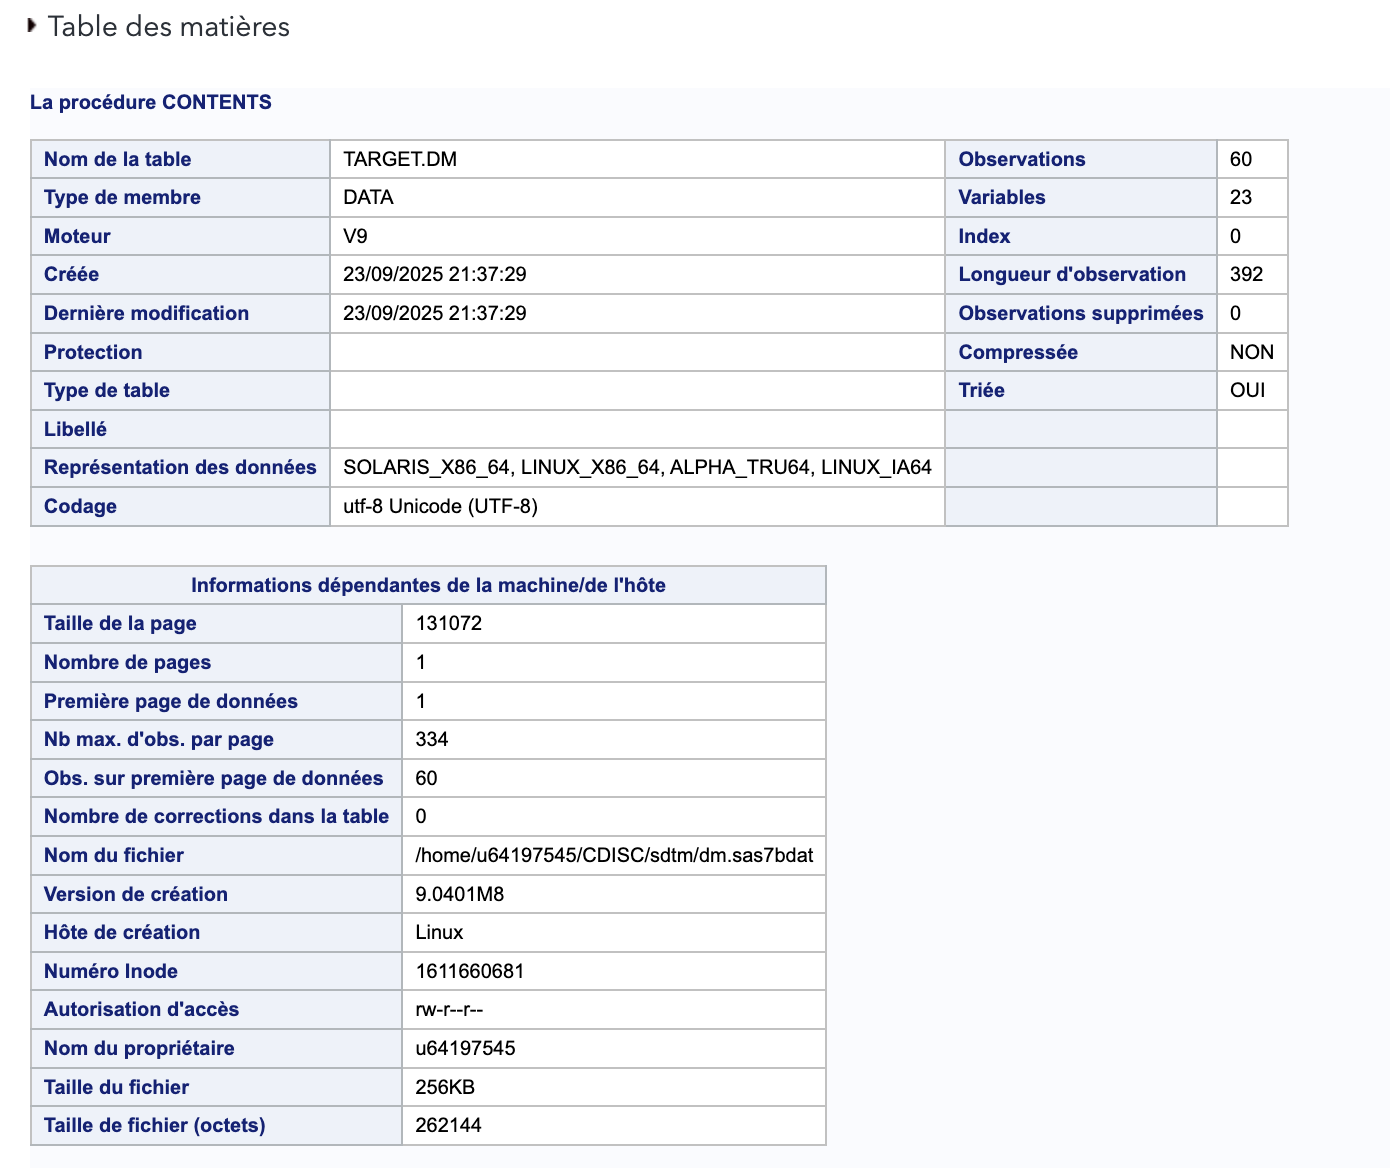 Table des matières
La procédure CONTENTS
Nom de la table TARGET.DM Observations 60
Type de membre DATA Variables 23
Moteur V9 Index 0
Créée 23/09/2025 21:37:29 Longueur d'observation 392
Dernière modification 23/09/2025 21:37:29 Observations supprimées 0
Protection Compressée NON
Type de table Triée OUI
Libellé
Représentation des données SOLARIS_X86_64, LINUX_X86_64, ALPHA_TRU64, LINUX_IA64
Codage utf-8 Unicode (UTF-8)
Informations dépendantes de la machine/de l'hôte
Taille de la page 131072
Nombre de pages 1
Première page de données 1
Nb max. d'obs. par page 334
Obs. sur première page de données 60
Nombre de corrections dans la table 0
Nom du fichier /home/u64197545/CDISC/sdtm/dm.sas7bdat
Version de création 9.0401M8
Hôte de création Linux
Numéro Inode 1611660681
Autorisation d'accès rw-r--r--
Nom du propriétaire u64197545
Taille du fichier 256KB
Taille de fichier (octets) 262144